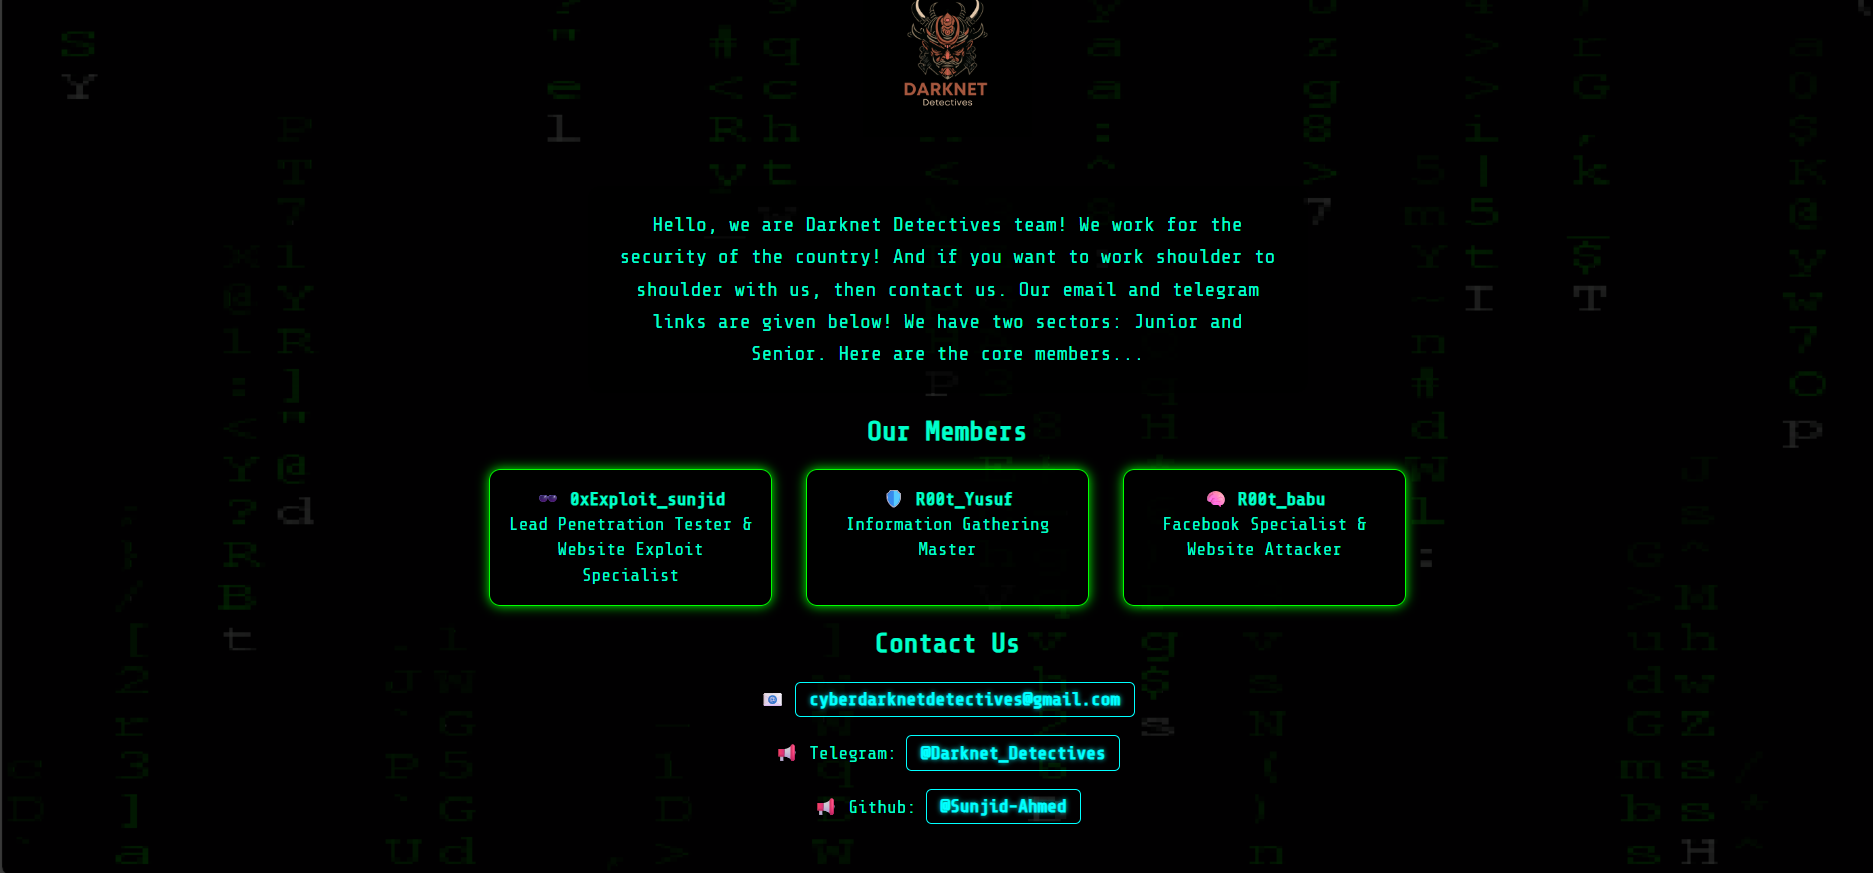 DARKNET
Detectives
Hello, we are Darknet Detectives team! We work for the
security of the country! And if you want to work shoulder to
shoulder with us, then contact us. Our email and telegram
links are given below! We have two sectors: Junior and
Senior. Here are the core members...
Our Members
0xExploit_sunjid
Lead Penetration Tester &
Website Exploit
Specialist
R00t_Yusuf
Information Gathering
Master
R00t_babu
Facebook Specialist &
Website Attacker
Contact Us
cyberdarknetdetectives@gmail.com
Telegram: @Darknet_Detectives
Github: @Sunjid-Ahmed